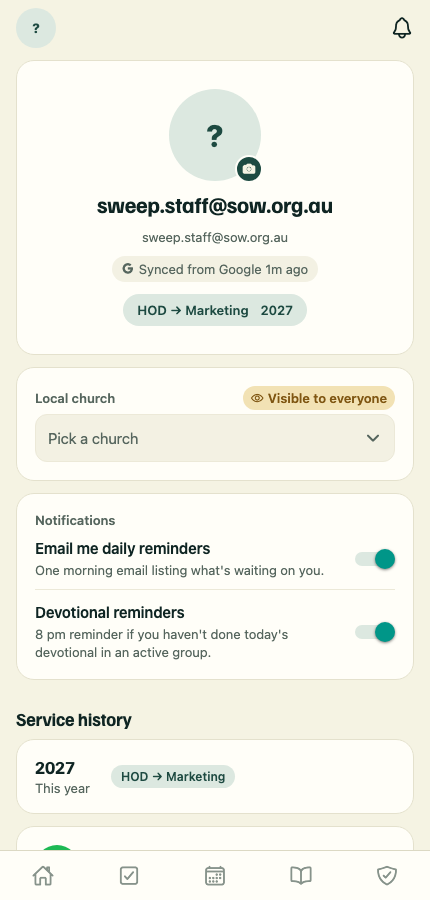 ?
?
sweep.staff@sow.org.au
sweep.staff@sow.org.au
G Synced from Google 1m ago
HOD → Marketing 2027
Local church
Visible to everyone
Pick a church
Notifications
Email me daily reminders
One morning email listing what's waiting on you.
Devotional reminders
8 pm reminder if you haven't done today's
devotional in an active group.
Service history
2027
HOD → Marketing
This year